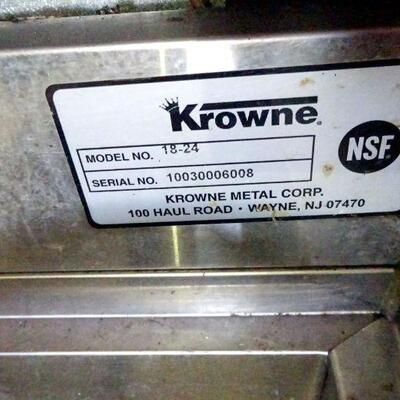 Krowne®
NSF
MODEL NO. 18-24
SERIAL NO. 10030006008
KROWNE METAL CORP.
100 HAUL ROAD • WAYNE, NJ 07470